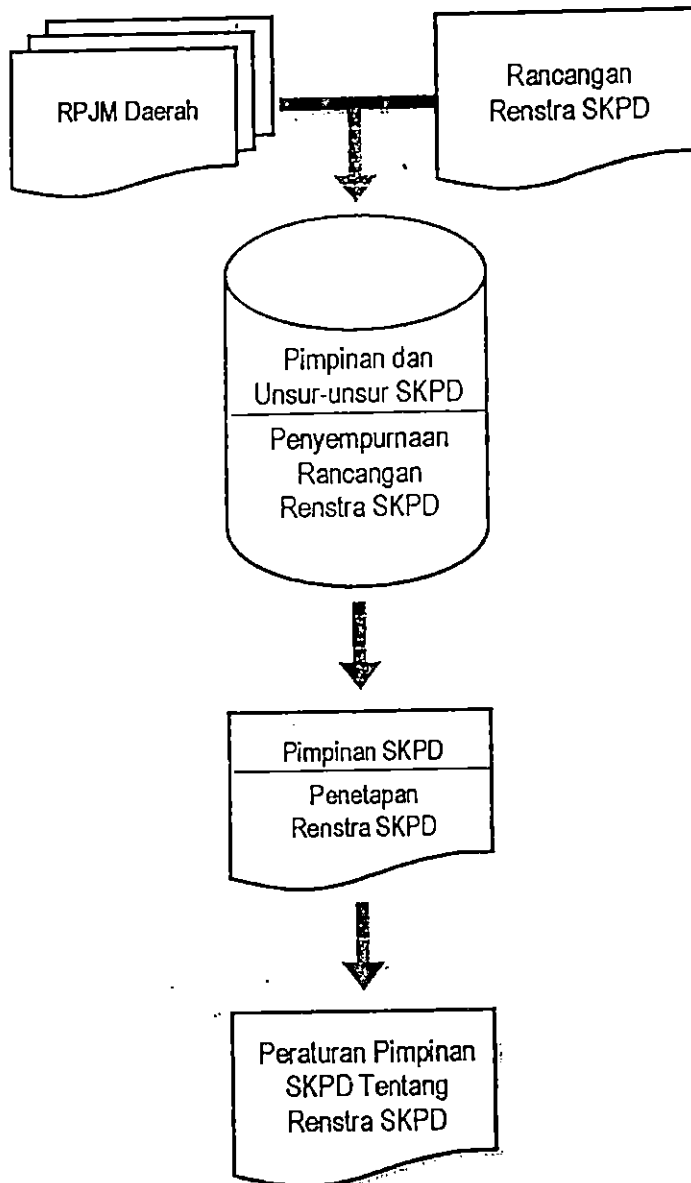 RPJM Daerah
Rancangan
Renstra SKPD
Pimpinan dan
Unsur-unsur SKPD
Penyempurnaan
Rancangan
Renstra SKPD
Pimpinan SKPD
Penetapan
Renstra SKPD
Peraturan Pimpinan
SKPD Tentang
Renstra SKPD